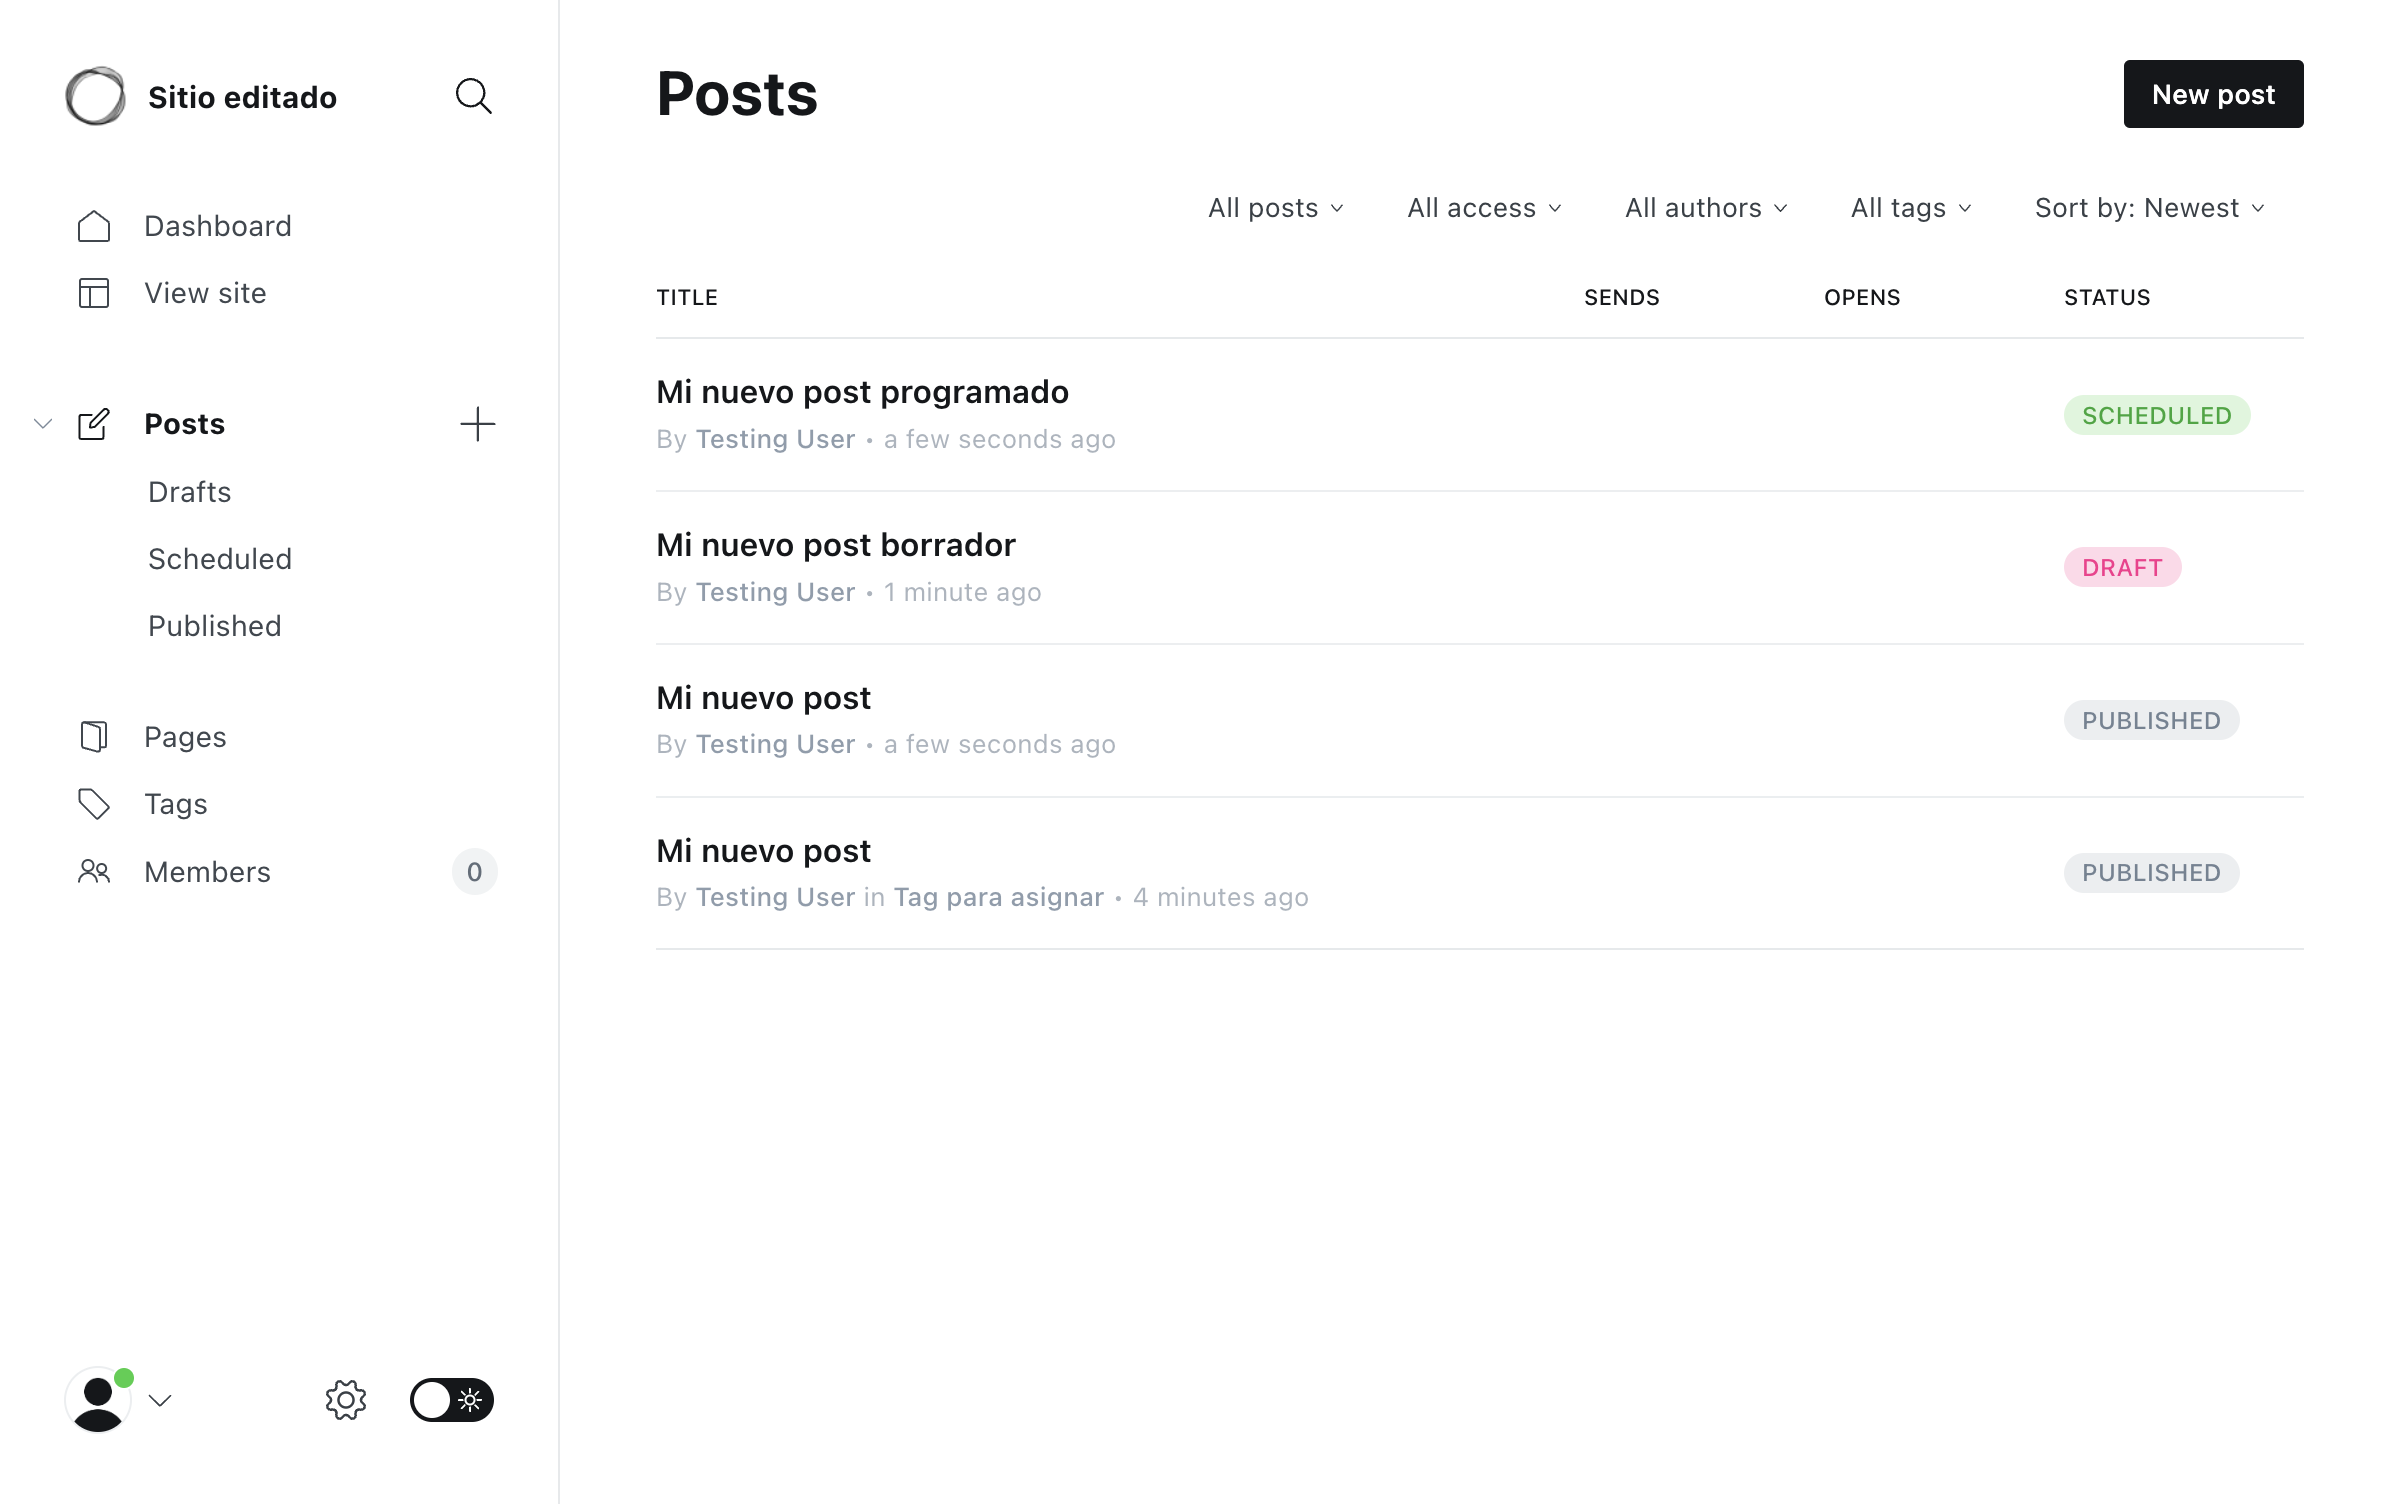 Sitio editado
Dashboard
View site
Posts
Drafts
Scheduled
Published
Pages
Tags
Members 0
Posts
New post
All posts All access All authors All tags Sort by: Newest
TITLE SENDS OPENS STATUS
Mi nuevo post programado
By Testing User • a few seconds ago
SCHEDULED
Mi nuevo post borrador
By Testing User • 1 minute ago
DRAFT
Mi nuevo post
By Testing User • a few seconds ago
PUBLISHED
Mi nuevo post
By Testing User in Tag para asignar • 4 minutes ago
PUBLISHED